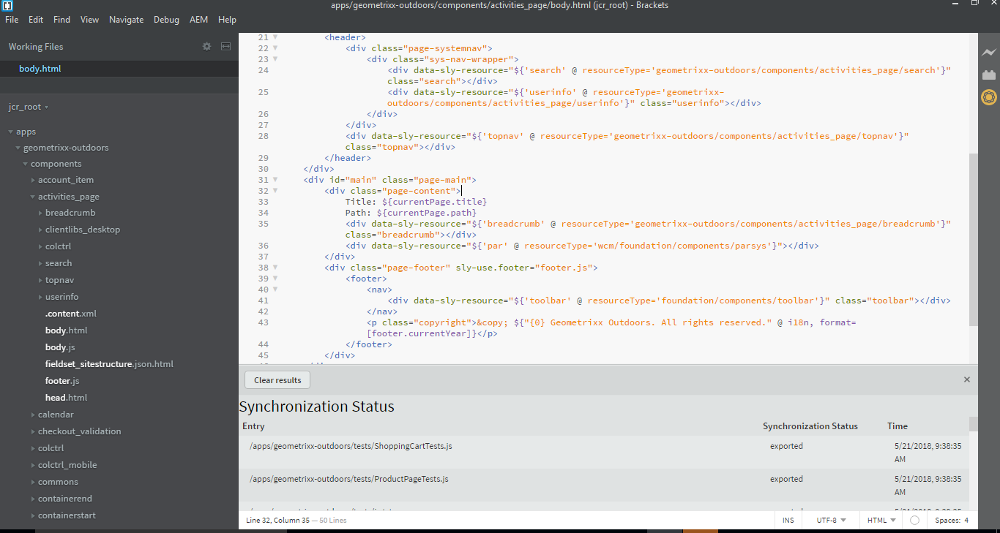 apps/geometrixx-outdoors/components/activities_page/body.html (jcr_root) - Brackets
File Edit Find View Navigate Debug AEM Help
Working Files
body.html
jcr_root
apps
geometrixx-outdoors
components
account_item
activities_page
breadcrumb
clientlibs_desktop
colctrl
search
topnav
userinfo
.content.xml
body.html
body.js
fieldset_sitestructure.json.html
footer.js
head.html
calendar
checkout_validation
colctrl
colctrl_mobile
commons
containerend
containerstart
21 <header>
22 <div class="page-systemnav">
23 <div class="sys-nav-wrapper">
24 <div data-sly-resource="${'search' @ resourceType='geometrixx-outdoors/components/activities_page/search'}"
class="search"></div>
25 <div data-sly-resource="${'userinfo' @ resourceType='geometrixx-
outdoors/components/activities_page/userinfo'}" class="userinfo"></div>
26 </div>
27 </div>
28 <div data-sly-resource="${'topnav' @ resourceType='geometrixx-outdoors/components/activities_page/topnav'}"
class="topnav"></div>
29 </header>
30 </div>
31 <div id="main" class="page-main">
32 <div class="page-content">
33 Title: ${currentPage.title}
34 Path: ${currentPage.path}
35 <div data-sly-resource="${'breadcrumb' @ resourceType='geometrixx-outdoors/components/activities_page/breadcrumb'}"
class="breadcrumb"></div>
36 <div data-sly-resource="${'par' @ resourceType='wcm/foundation/components/parsys'}"></div>
37 </div>
38 <div class="page-footer" sly-use.footer="footer.js">
39 <footer>
40 <nav>
41 <div data-sly-resource="${'toolbar' @ resourceType='foundation/components/toolbar'}" class="toolbar"></div>
42 </nav>
43 <p class="copyright">&copy; ${"{0} Geometrixx Outdoors. All rights reserved." @ i18n, format=
[footer.currentYear]}</p>
44 </footer>
45 </div>
Clear results
Synchronization Status
Entry Synchronization Status Time
/apps/geometrixx-outdoors/tests/ShoppingCartTests.js exported 5/21/2018, 9:38:35
AM
/apps/geometrixx-outdoors/tests/ProductPageTests.js exported 5/21/2018, 9:38:35
AM
Line 32, Column 35 — 50 Lines INS UTF-8 HTML Spaces: 4